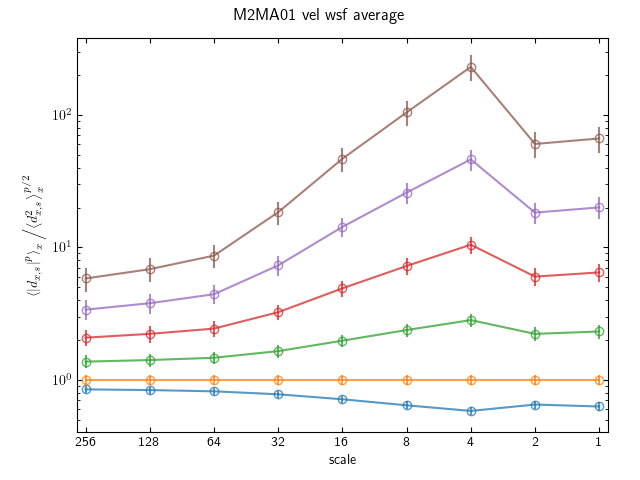 M2MA01 vel wsf average
⟨|d_{x,s}|^p⟩_x / ⟨d_{x,s}^2⟩_x^{p/2}
10^2
10^1
10^0
256 128 64 32 16 8 4 2 1
scale